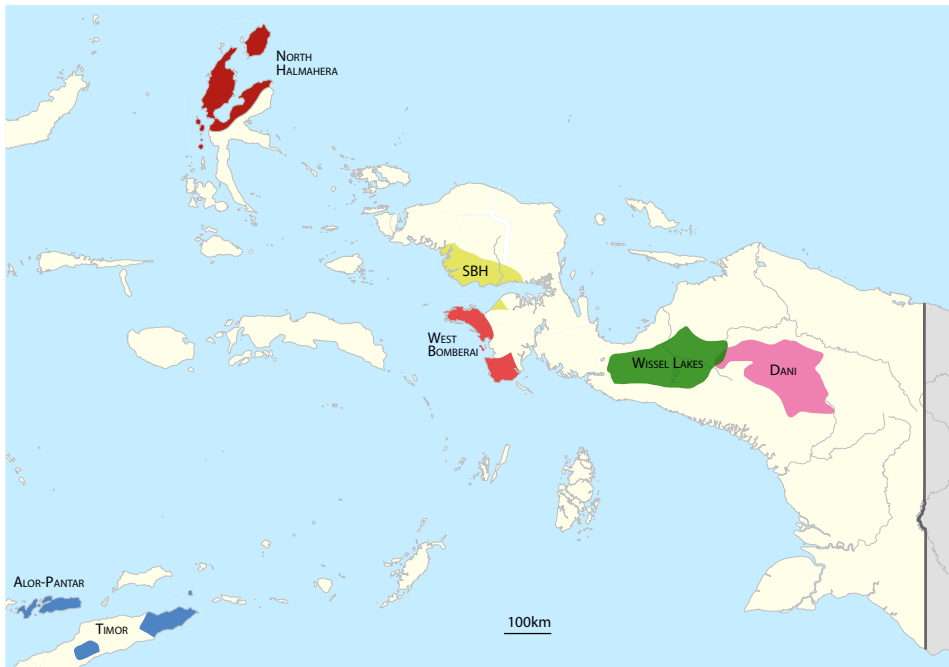 North
Halmahera
SBH
West
Bomberai
Wissel Lakes
Dani
Alor-Pantar
Timor
100km